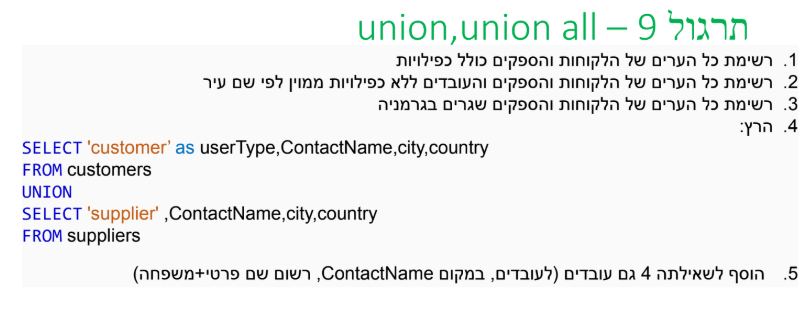 תרגול 9 – union,union all
1. רשימת כל הערים של הלקוחות והספקים כולל כפילויות
2. רשימת כל הערים של הלקוחות והספקים והעובדים ללא כפילויות ממוין לפי שם עיר
3. רשימת כל הערים של הלקוחות והספקים שגרים בגרמניה
4. הרץ:
SELECT 'customer’ as userType,ContactName,city,country
FROM customers
UNION
SELECT 'supplier' ,ContactName,city,country
FROM suppliers
5. הוסף לשאילתה 4 גם עובדים (לעובדים, במקום ContactName, רשום שם פרטי+משפחה)